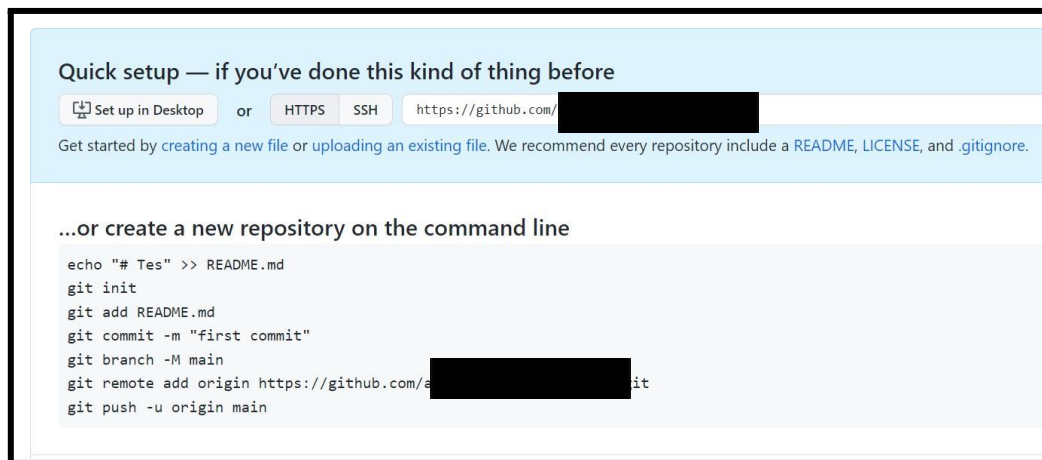 Quick setup — if you’ve done this kind of thing before
Set up in Desktop or HTTPS SSH https://github.com/
Get started by creating a new file or uploading an existing file. We recommend every repository include a README, LICENSE, and .gitignore.
…or create a new repository on the command line
echo "# Tes" >> README.md
git init
git add README.md
git commit -m "first commit"
git branch -M main
git remote add origin https://github.com/a it
git push -u origin main